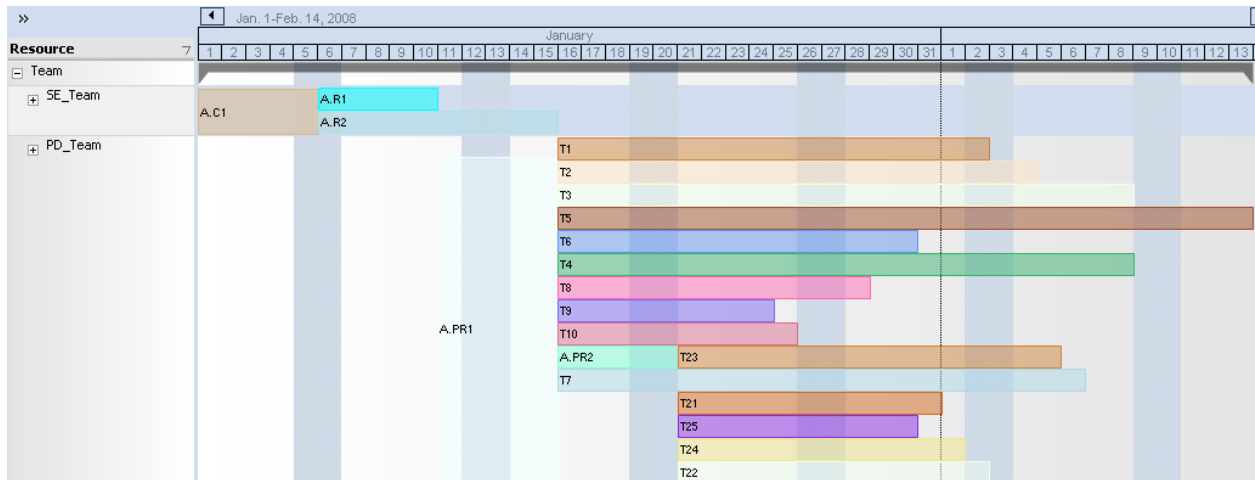 »
Jan. 1-Feb. 14, 2008
January
Resource
1 2 3 4 5 6 7 8 9 10 11 12 13 14 15 16 17 18 19 20 21 22 23 24 25 26 27 28 29 30 31 1 2 3 4 5 6 7 8 9 10 11 12 13
Team
SE_Team
A.C1
A.R1
A.R2
PD_Team
T1
T2
T3
T5
T6
T4
T8
T9
A.PR1
T10
A.PR2 T23
T7
T21
T25
T24
T22